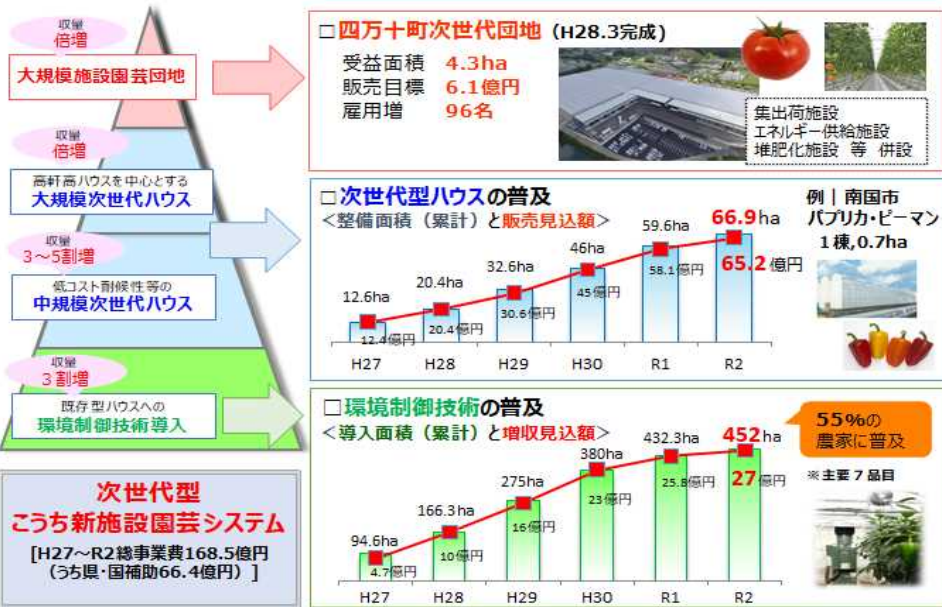 収量
倍増
大規模施設園芸団地
収量
倍増
高軒高ハウスを中心とする
大規模次世代ハウス
収量
3～5割増
低コスト耐候性等の
中規模次世代ハウス
収量
3割増
既存型ハウスへの
環境制御技術導入
次世代型
こうち新施設園芸システム
[H27～R2総事業費168.5億円
（うち県・国補助66.4億円）]
□四万十町次世代団地（H28.3完成）
受益面積 4.3ha
販売目標 6.1億円
雇用増 96名
集出荷施設
エネルギー供給施設
堆肥化施設 等 併設
□次世代型ハウスの普及
＜整備面積（累計）と販売見込額＞
12.6ha 20.4ha 32.6ha 46ha 59.6ha 66.9ha
12.4億円 20.4億円 30.6億円 45億円 58.1億円 65.2億円
H27 H28 H29 H30 R1 R2
例｜南国市
パプリカ・ピーマン
1棟,0.7ha
□環境制御技術の普及
＜導入面積（累計）と増収見込額＞
94.6ha 166.3ha 275ha 380ha 432.3ha 452ha
4.7億円 10億円 16億円 23億円 25.8億円 27億円
H27 H28 H29 H30 R1 R2
55%の
農家に普及
※主要7品目